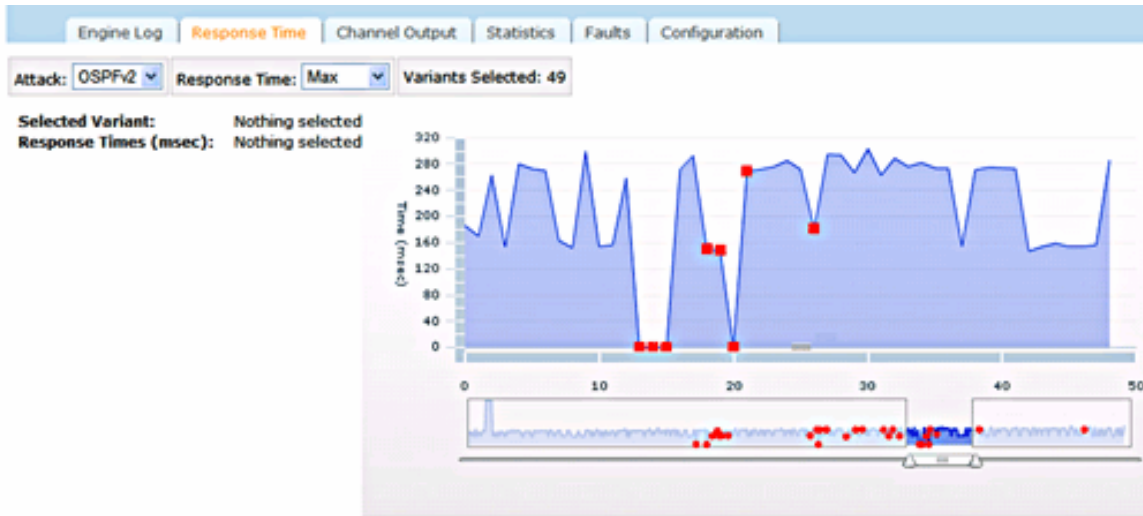 Engine Log Response Time Channel Output Statistics Faults Configuration
Attack: OSPFv2 Response Time: Max Variants Selected: 49
Selected Variant: Nothing selected
Response Times (msec): Nothing selected
320
280
240
200
160
120
80
40
0
Time (msec)
0 10 20 30 40 50